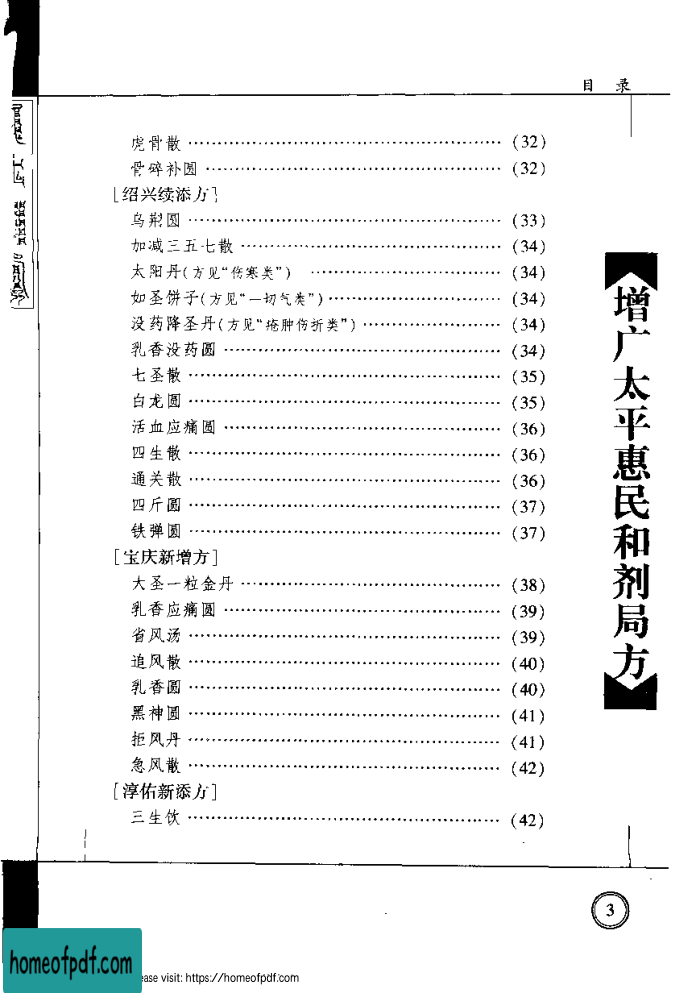 目 录
虎骨散 …… (32)
骨碎补圆 …… (32)
[绍兴续添方]
乌荆圆 …… (33)
加减三五七散 …… (34)
太阳丹(方见“伤寒类”) …… (34)
如圣饼子(方见“一切气类”) …… (34)
没药降圣丹(方见“疮肿伤折类”) …… (34)
乳香没药圆 …… (34)
七圣散 …… (35)
白龙圆 …… (35)
活血应痛圆 …… (36)
四生散 …… (36)
通关散 …… (36)
四斤圆 …… (37)
铁弹圆 …… (37)
[宝庆新增方]
大圣一粒金丹 …… (38)
乳香应痛圆 …… (39)
省风汤 …… (39)
追风散 …… (40)
乳香圆 …… (40)
黑神圆 …… (41)
拒风丹 …… (41)
急风散 …… (42)
[淳佑新添方]
三生饮 …… (42)
增广太平惠民和剂局方
3
homeofpdf.com
ease visit: https://homeofpdf.com